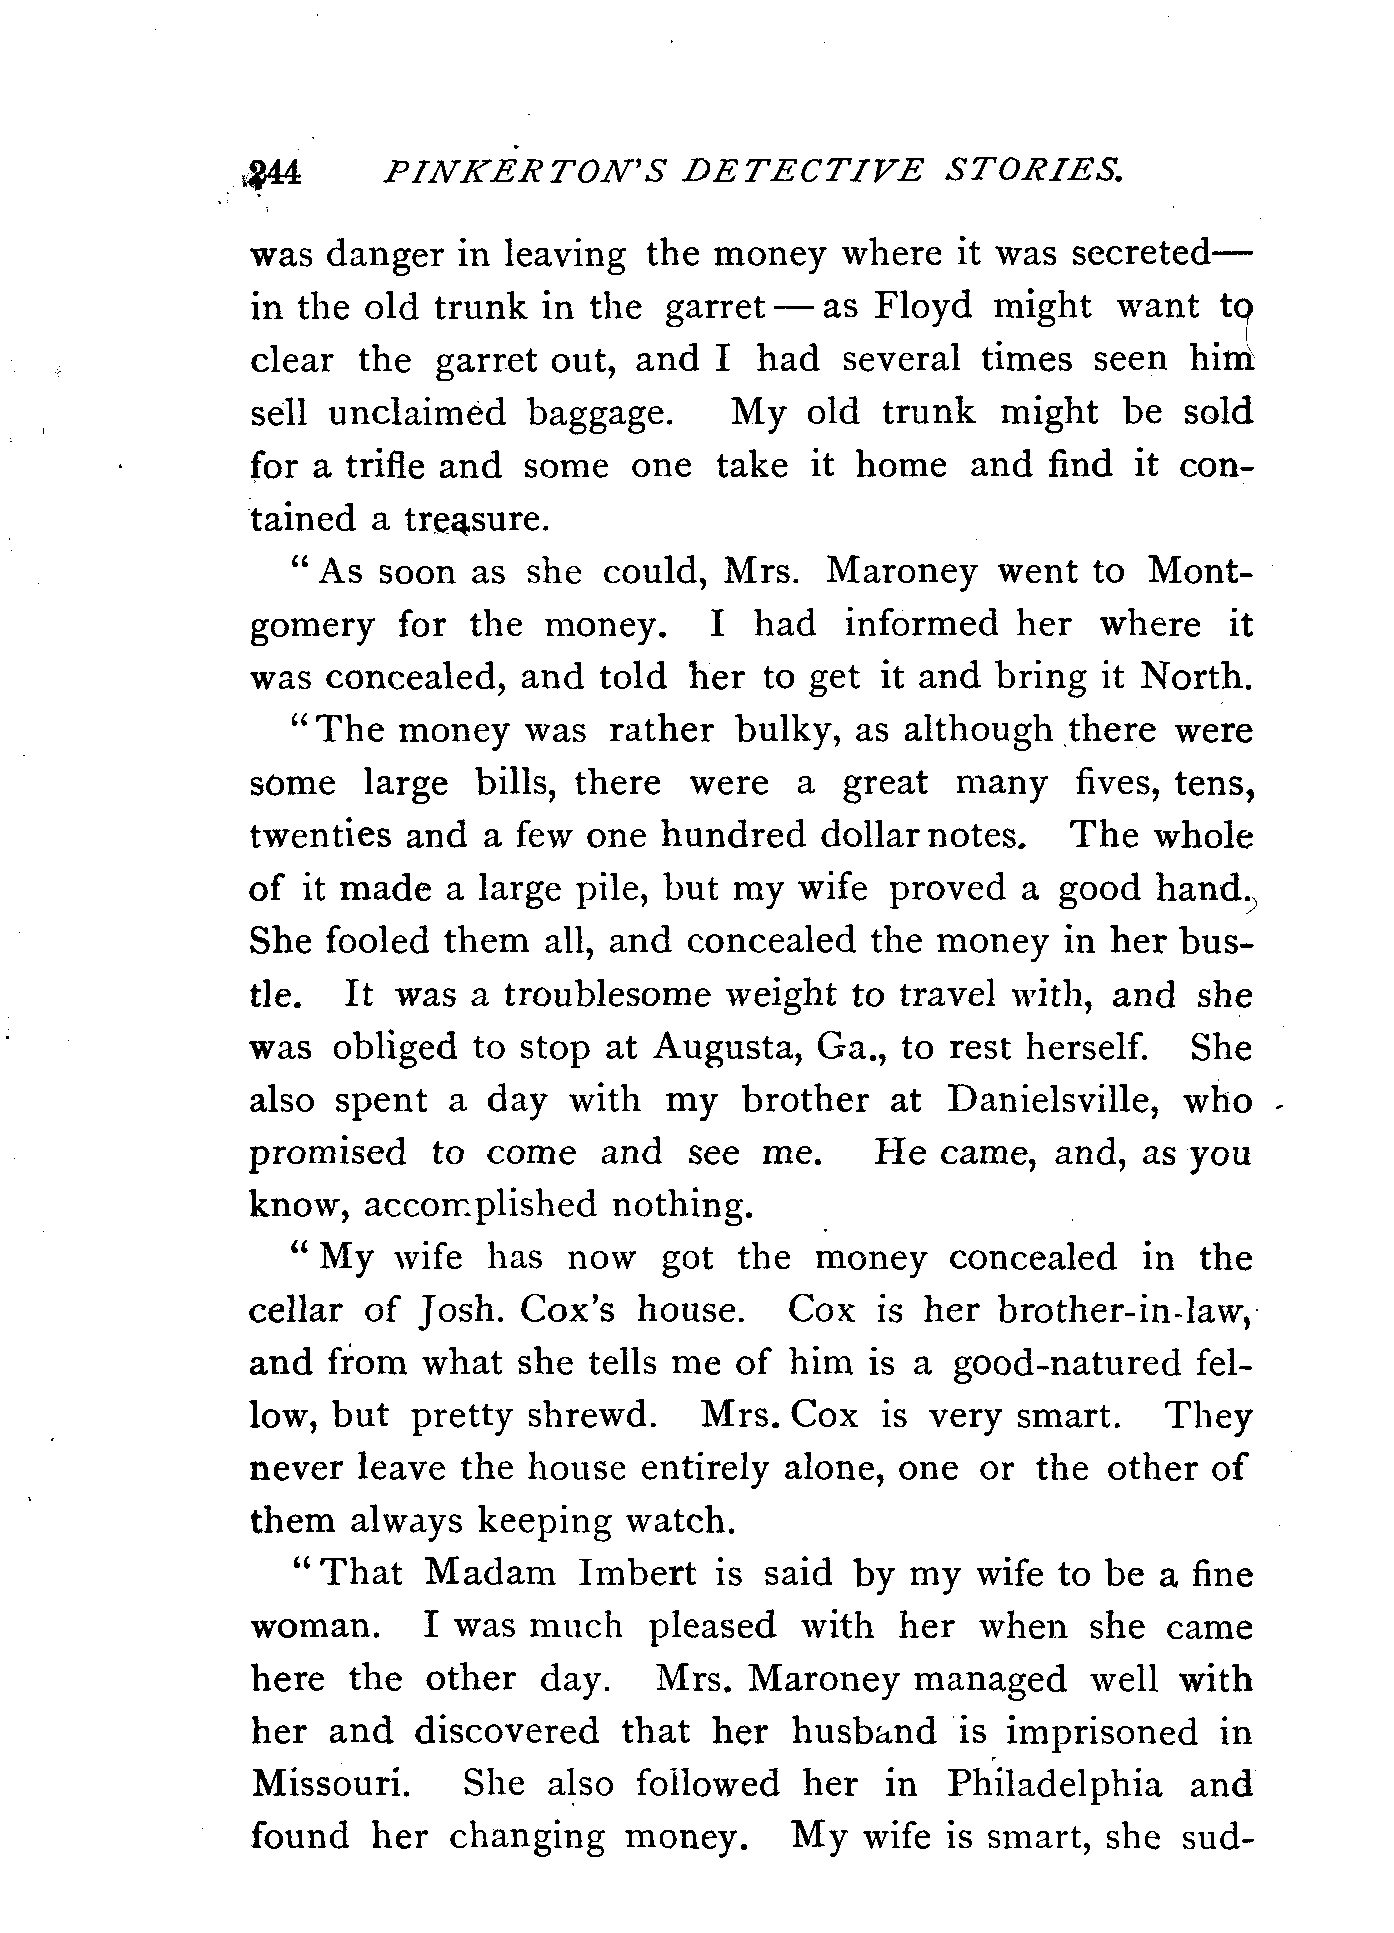 244 PINKERTON'S DETECTIVE STORIES.
was danger in leaving the money where it was secreted—
in the old trunk in the garret — as Floyd might want to
clear the garret out, and I had several times seen him
sell unclaimed baggage. My old trunk might be sold
for a trifle and some one take it home and find it con-
tained a treasure.
" As soon as she could, Mrs. Maroney went to Mont-
gomery for the money. I had informed her where it
was concealed, and told her to get it and bring it North.
" The money was rather bulky, as although there were
some large bills, there were a great many fives, tens,
twenties and a few one hundred dollar notes. The whole
of it made a large pile, but my wife proved a good hand.
She fooled them all, and concealed the money in her bus-
tle. It was a troublesome weight to travel with, and she
was obliged to stop at Augusta, Ga., to rest herself. She
also spent a day with my brother at Danielsville, who
promised to come and see me. He came, and, as you
know, accomplished nothing.
" My wife has now got the money concealed in the
cellar of Josh. Cox's house. Cox is her brother-in-law,
and from what she tells me of him is a good-natured fel-
low, but pretty shrewd. Mrs. Cox is very smart. They
never leave the house entirely alone, one or the other of
them always keeping watch.
" That Madam Imbert is said by my wife to be a fine
woman. I was much pleased with her when she came
here the other day. Mrs. Maroney managed well with
her and discovered that her husband is imprisoned in
Missouri. She also followed her in Philadelphia and
found her changing money. My wife is smart, she sud-